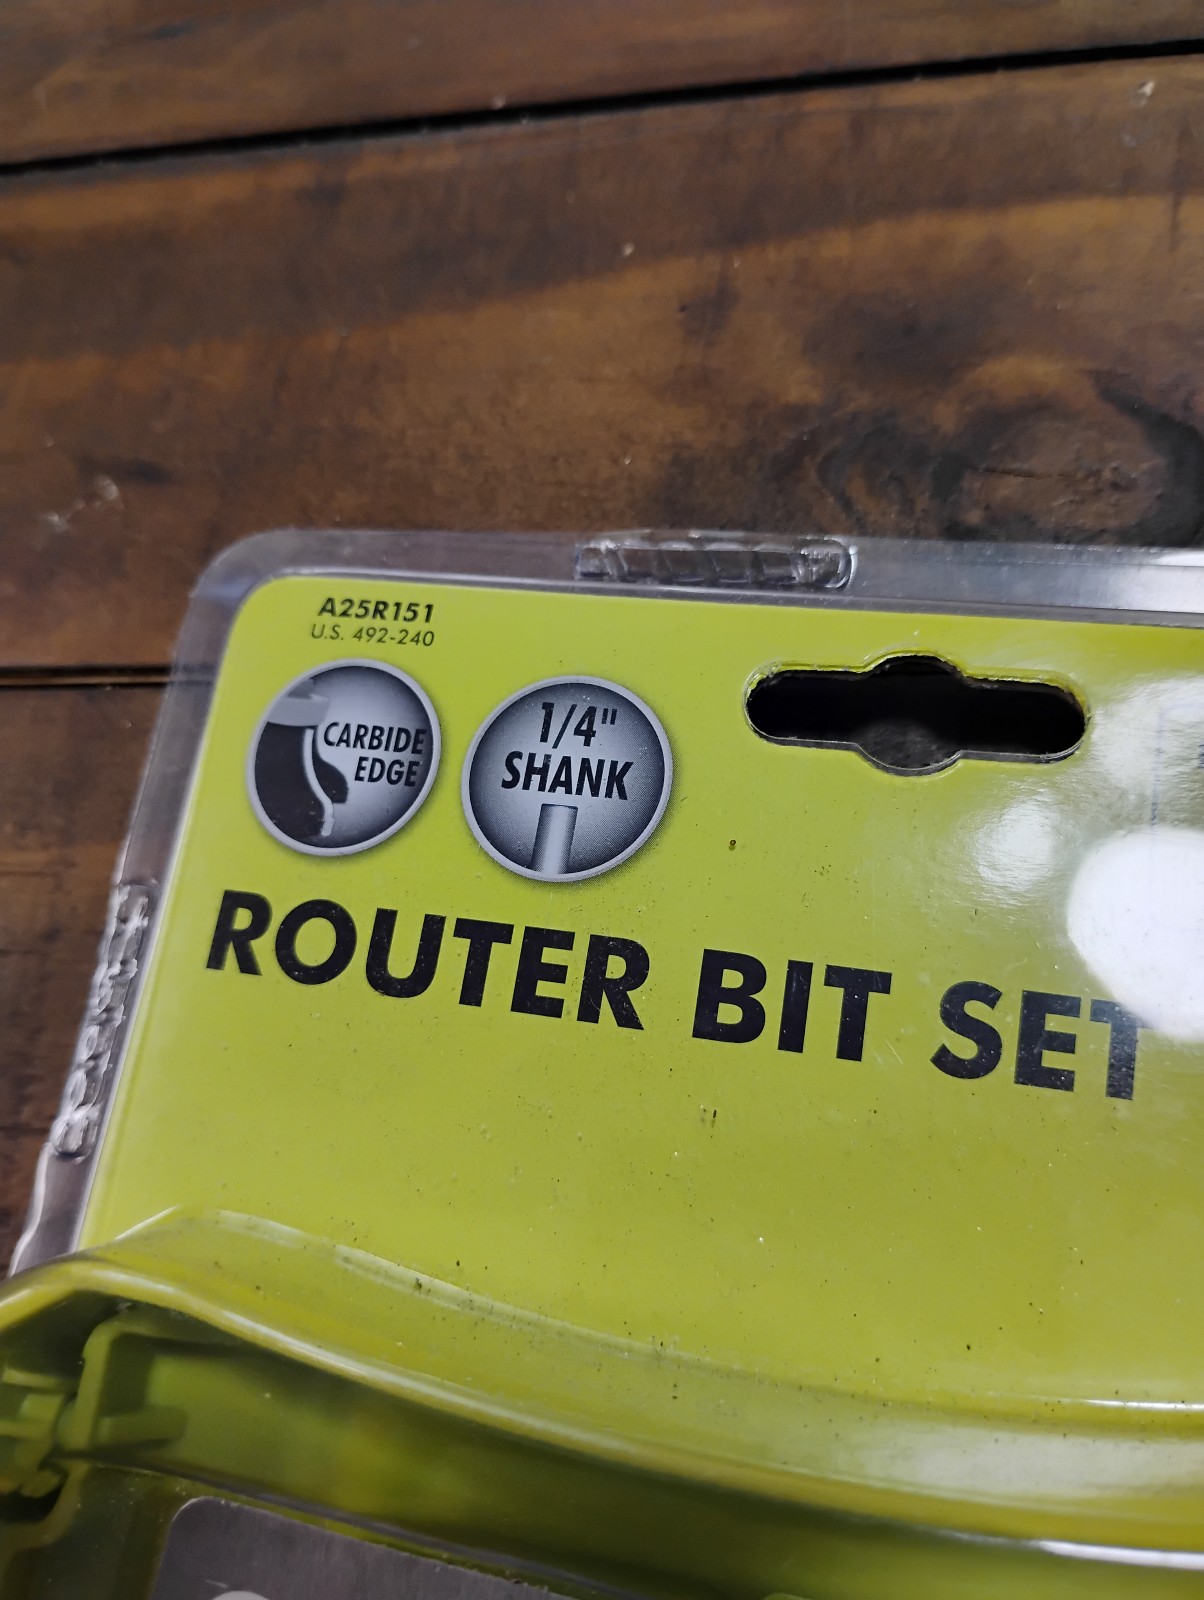 A25R151
U.S. 492-240
CARBIDE
EDGE
1/4"
SHANK
ROUTER BIT SET